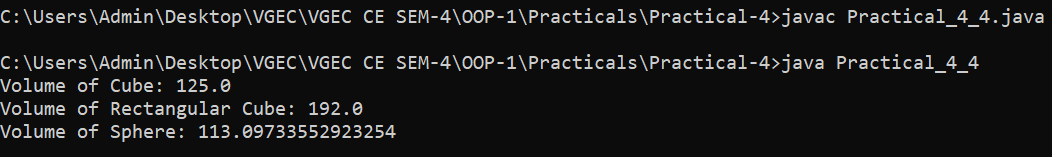 C:\Users\Admin\Desktop\VGEC\VGEC CE SEM-4\OOP-1\Practicals\Practical-4>javac Practical_4_4.java
C:\Users\Admin\Desktop\VGEC\VGEC CE SEM-4\OOP-1\Practicals\Practical-4>java Practical_4_4
Volume of Cube: 125.0
Volume of Rectangular Cube: 192.0
Volume of Sphere: 113.09733552923254